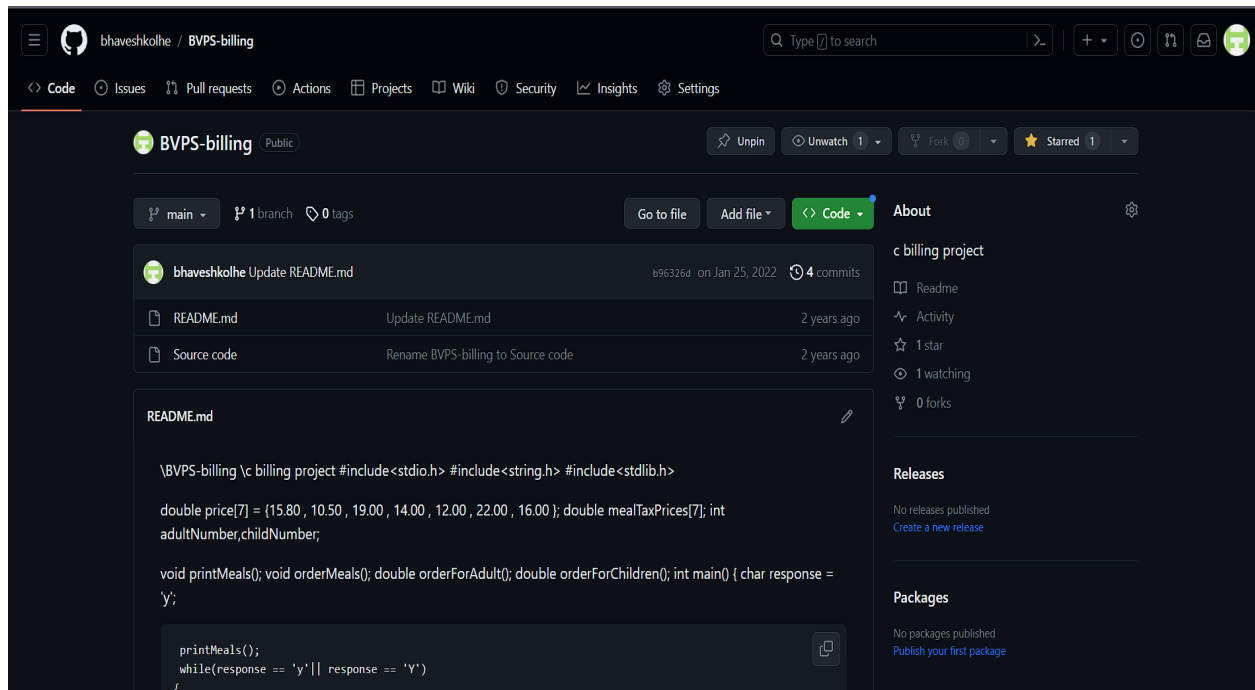 bhaveshkolhe / BVPS-billing
Type / to search
Code Issues Pull requests Actions Projects Wiki Security Insights Settings
BVPS-billing Public
Unpin Unwatch 1 Fork 0 Starred 1
main 1 branch 0 tags
Go to file Add file Code
bhaveshkolhe Update README.md b96326d on Jan 25, 2022 4 commits
README.md Update README.md 2 years ago
Source code Rename BVPS-billing to Source code 2 years ago
README.md
\BVPS-billing \c billing project #include<stdio.h> #include<string.h> #include<stdlib.h>
double price[7] = {15.80 , 10.50 , 19.00 , 14.00 , 12.00 , 22.00 , 16.00 }; double mealTaxPrices[7]; int
adultNumber,childNumber;
void printMeals(); void orderMeals(); double orderForAdult(); double orderForChildren(); int main() { char response =
'y';
printMeals();
while(response == 'y'|| response == 'Y')
{
About
c billing project
Readme
Activity
1 star
1 watching
0 forks
Releases
No releases published
Create a new release
Packages
No packages published
Publish your first package